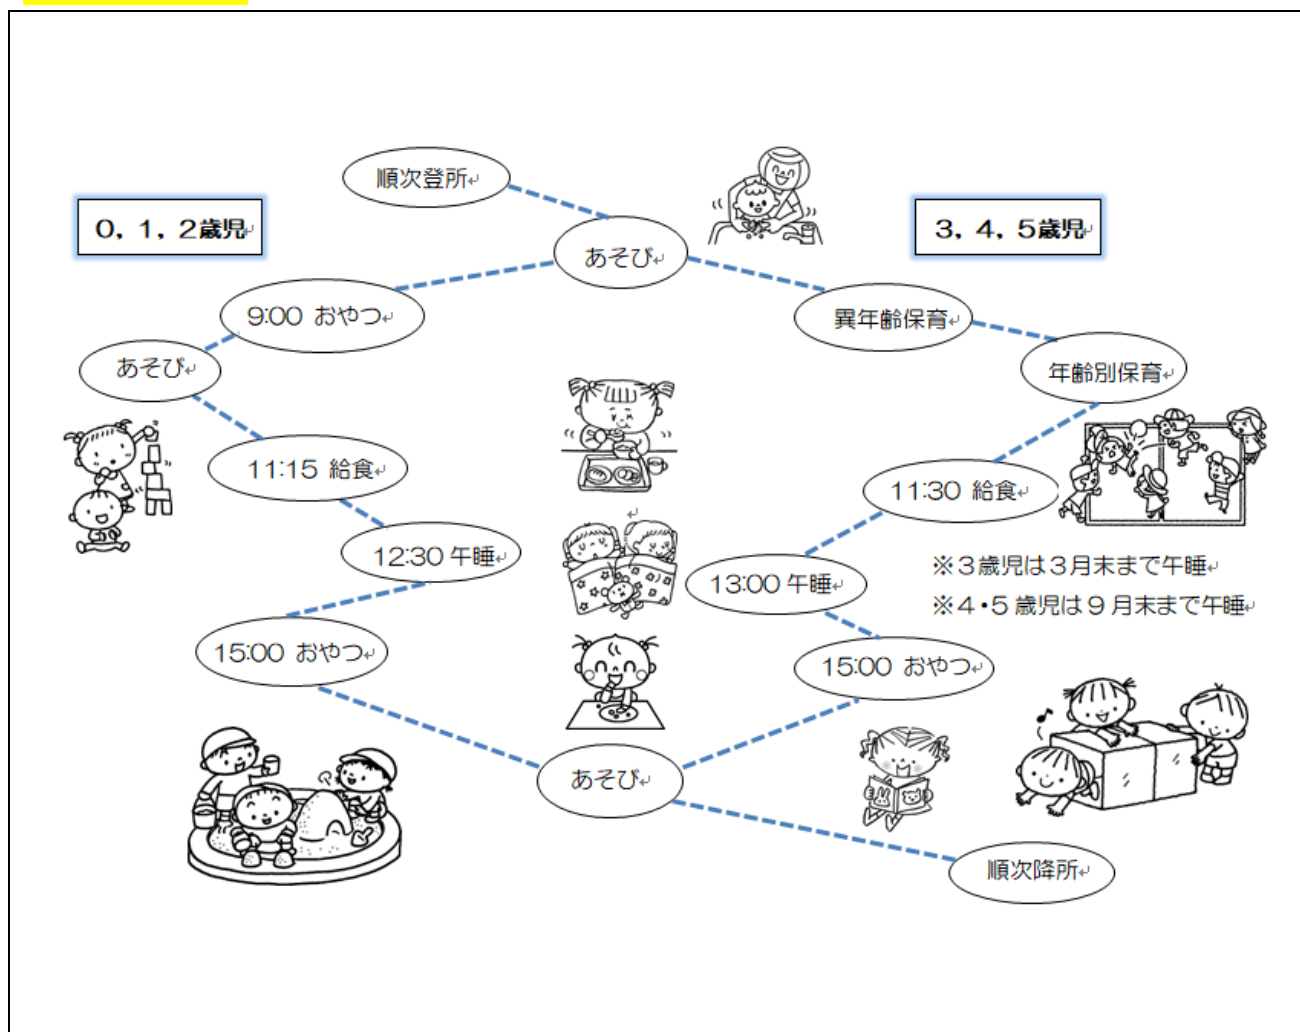 順次登所
0, 1, 2歳児
3, 4, 5歳児
あそび
9:00 おやつ
異年齢保育
あそび
年齢別保育
11:15 給食
11:30 給食
12:30 午睡
13:00 午睡
※3歳児は3月末まで午睡
※4・5歳児は9月末まで午睡
15:00 おやつ
15:00 おやつ
あそび
順次降所